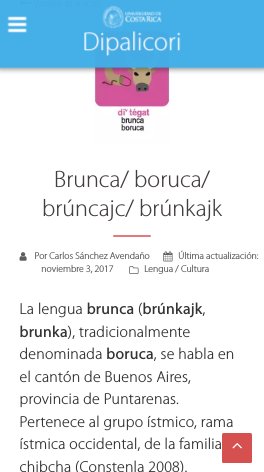 UNIVERSIDAD DE
COSTA RICA
Dipalicori
di' tégat
brunca
boruca
Brunca/ boruca/
brúncajc/ brúnkajk
Por Carlos Sánchez Avendaño
Última actualización:
noviembre 3, 2017
Lengua / Cultura
La lengua brunca (brúnkajk,
brunka), tradicionalmente
denominada boruca, se habla en
el cantón de Buenos Aires,
provincia de Puntarenas.
Pertenece al grupo ístmico, rama
ístmica occidental, de la familia
chibcha (Constenla 2008).